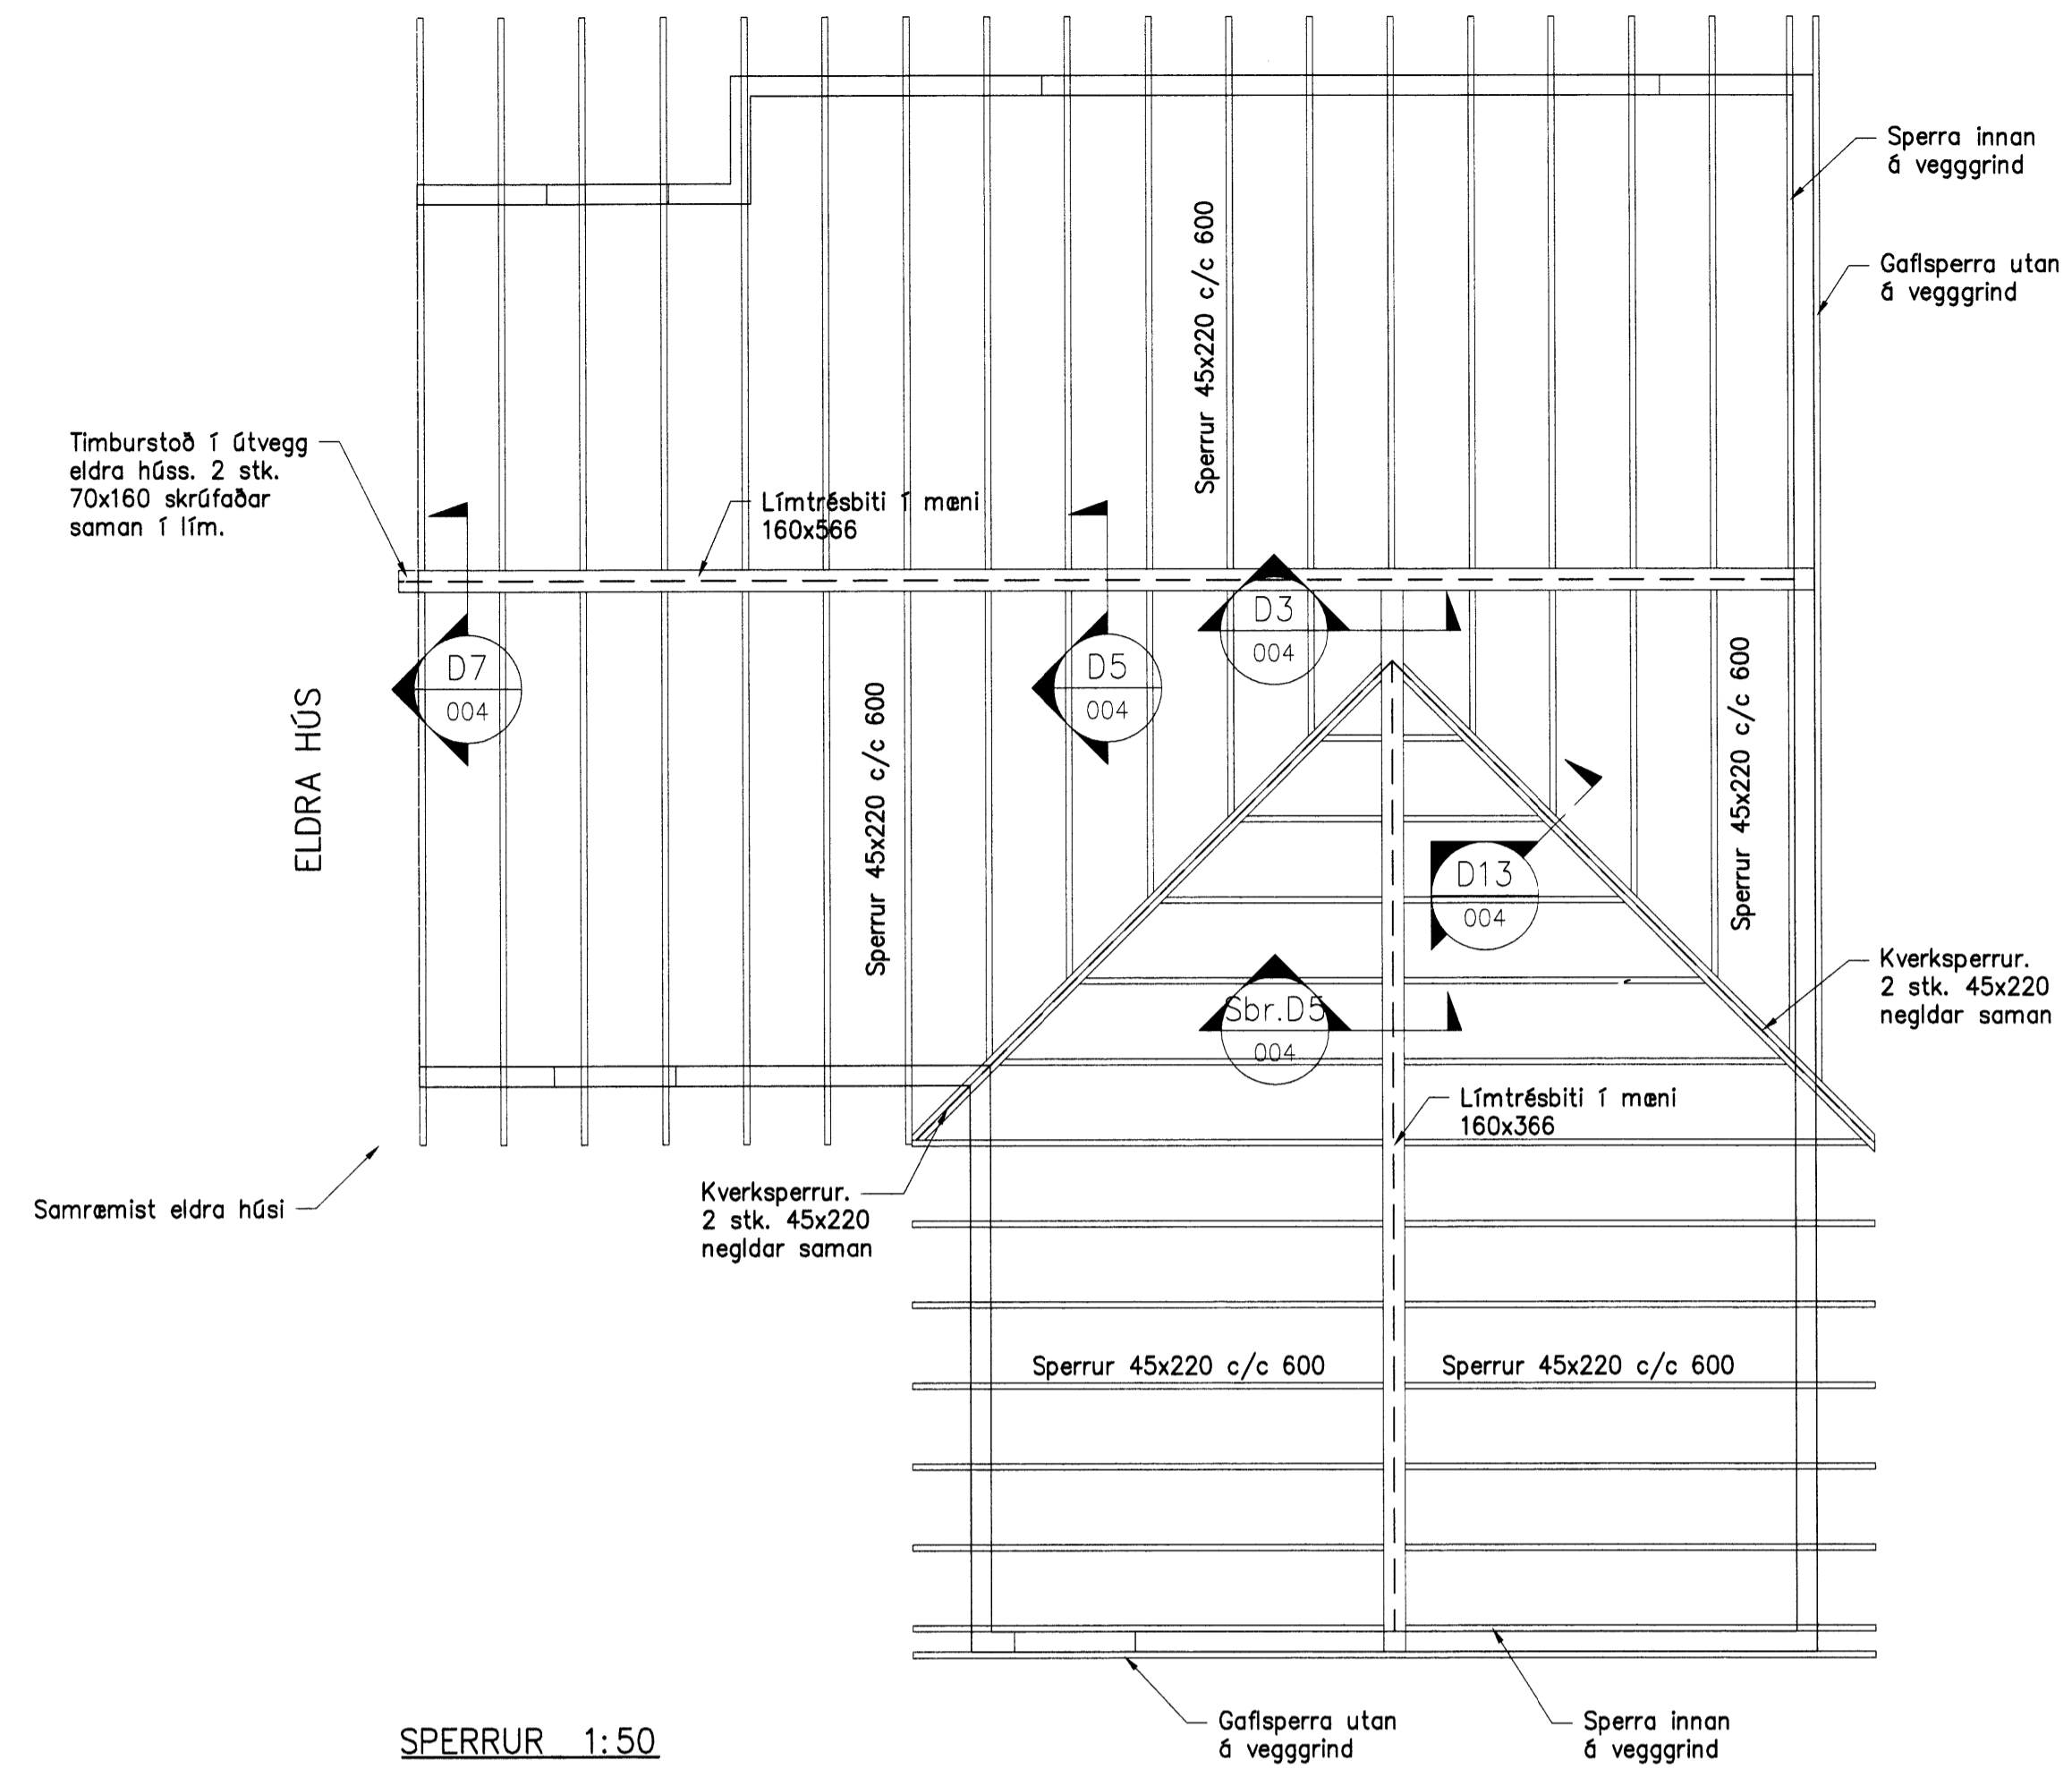 Sperra innan
á vegggrind
Gaflsperra utan
á vegggrind
Sperrur 45x220 c/c 600
Timburstoð í útvegg
eldra húss. 2 stk.
70x160 skrúfaðar
saman í lím.
Límtrésbiti í mæni
160x566
D3
004
D7
004
D5
004
ELDRA HÚS
Sperrur 45x220 c/c 600
Sperrur 45x220 c/c 600
D13
004
Kverksperrur.
2 stk. 45x220
negldar saman
Sbr.D5
004
Límtrésbiti í mæni
160x366
Samræmist eldra húsi
Kverksperrur.
2 stk. 45x220
negldar saman
Sperrur 45x220 c/c 600
Sperrur 45x220 c/c 600
Gaflsperra utan
á vegggrind
Sperra innan
á vegggrind
SPERRUR 1:50